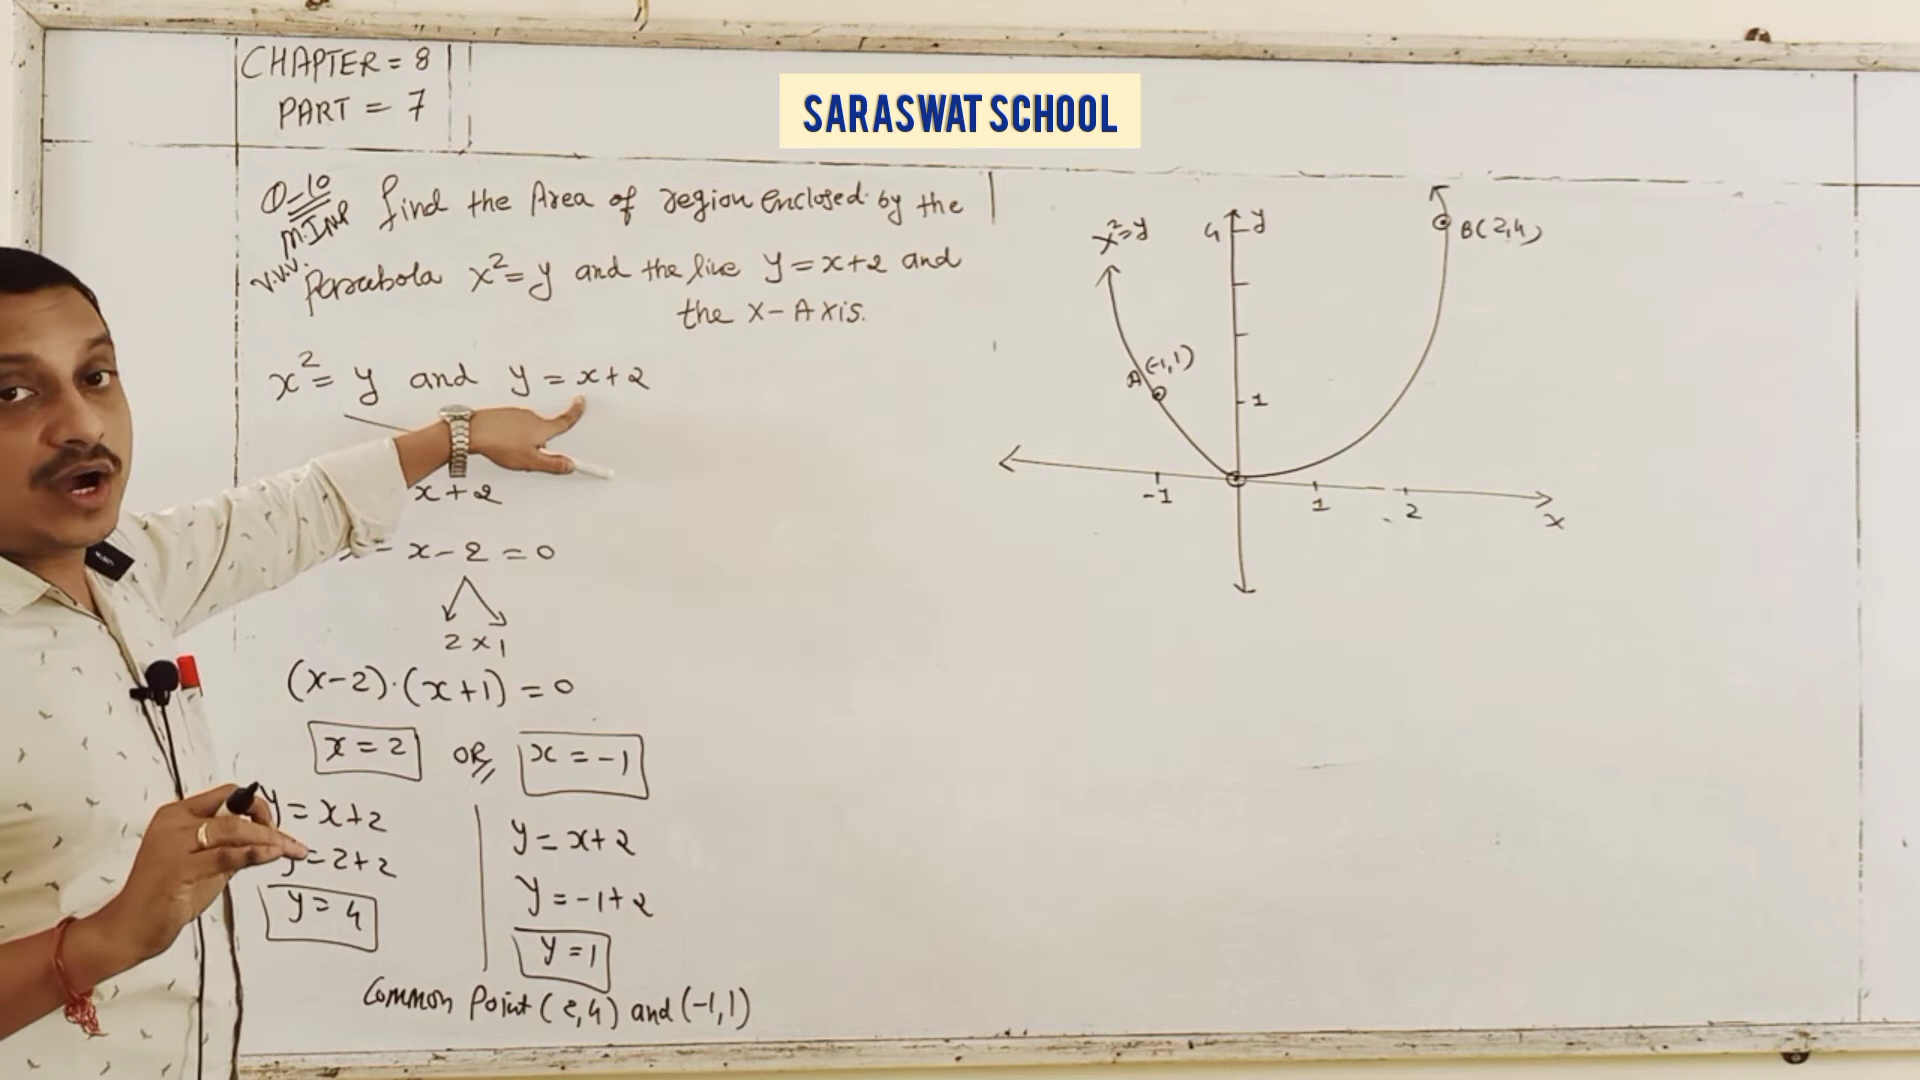 CHAPTER = 8
PART = 7
SARASWAT SCHOOL
Q-10 find the Area of region enclosed by the
M.Imp
V.V.V. Parabola x²=y and the line y=x+2 and
the X-Axis.
x² = y and y = x+2
x+2
- x - 2 = 0
2 x 1
(x-2)·(x+1) = 0
x = 2 OR x = -1
y = x+2
y = 2+2
y = 4
y = x+2
y = -1+2
y = 1
Common Point (2,4) and (-1,1)
x²=y
4 y
B(2,4)
A (-1,1)
1
-1 1 2
x